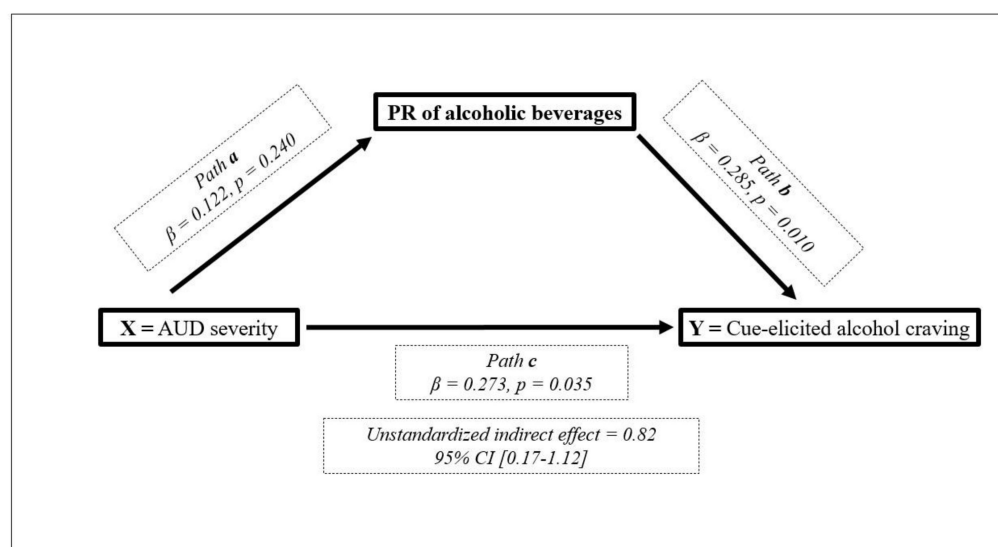 PR of alcoholic beverages
Path a
β = 0.122, p = 0.240
Path b
β = 0.285, p = 0.010
X = AUD severity
Y = Cue-elicited alcohol craving
Path c
β = 0.273, p = 0.035
Unstandardized indirect effect = 0.82
95% CI [0.17-1.12]